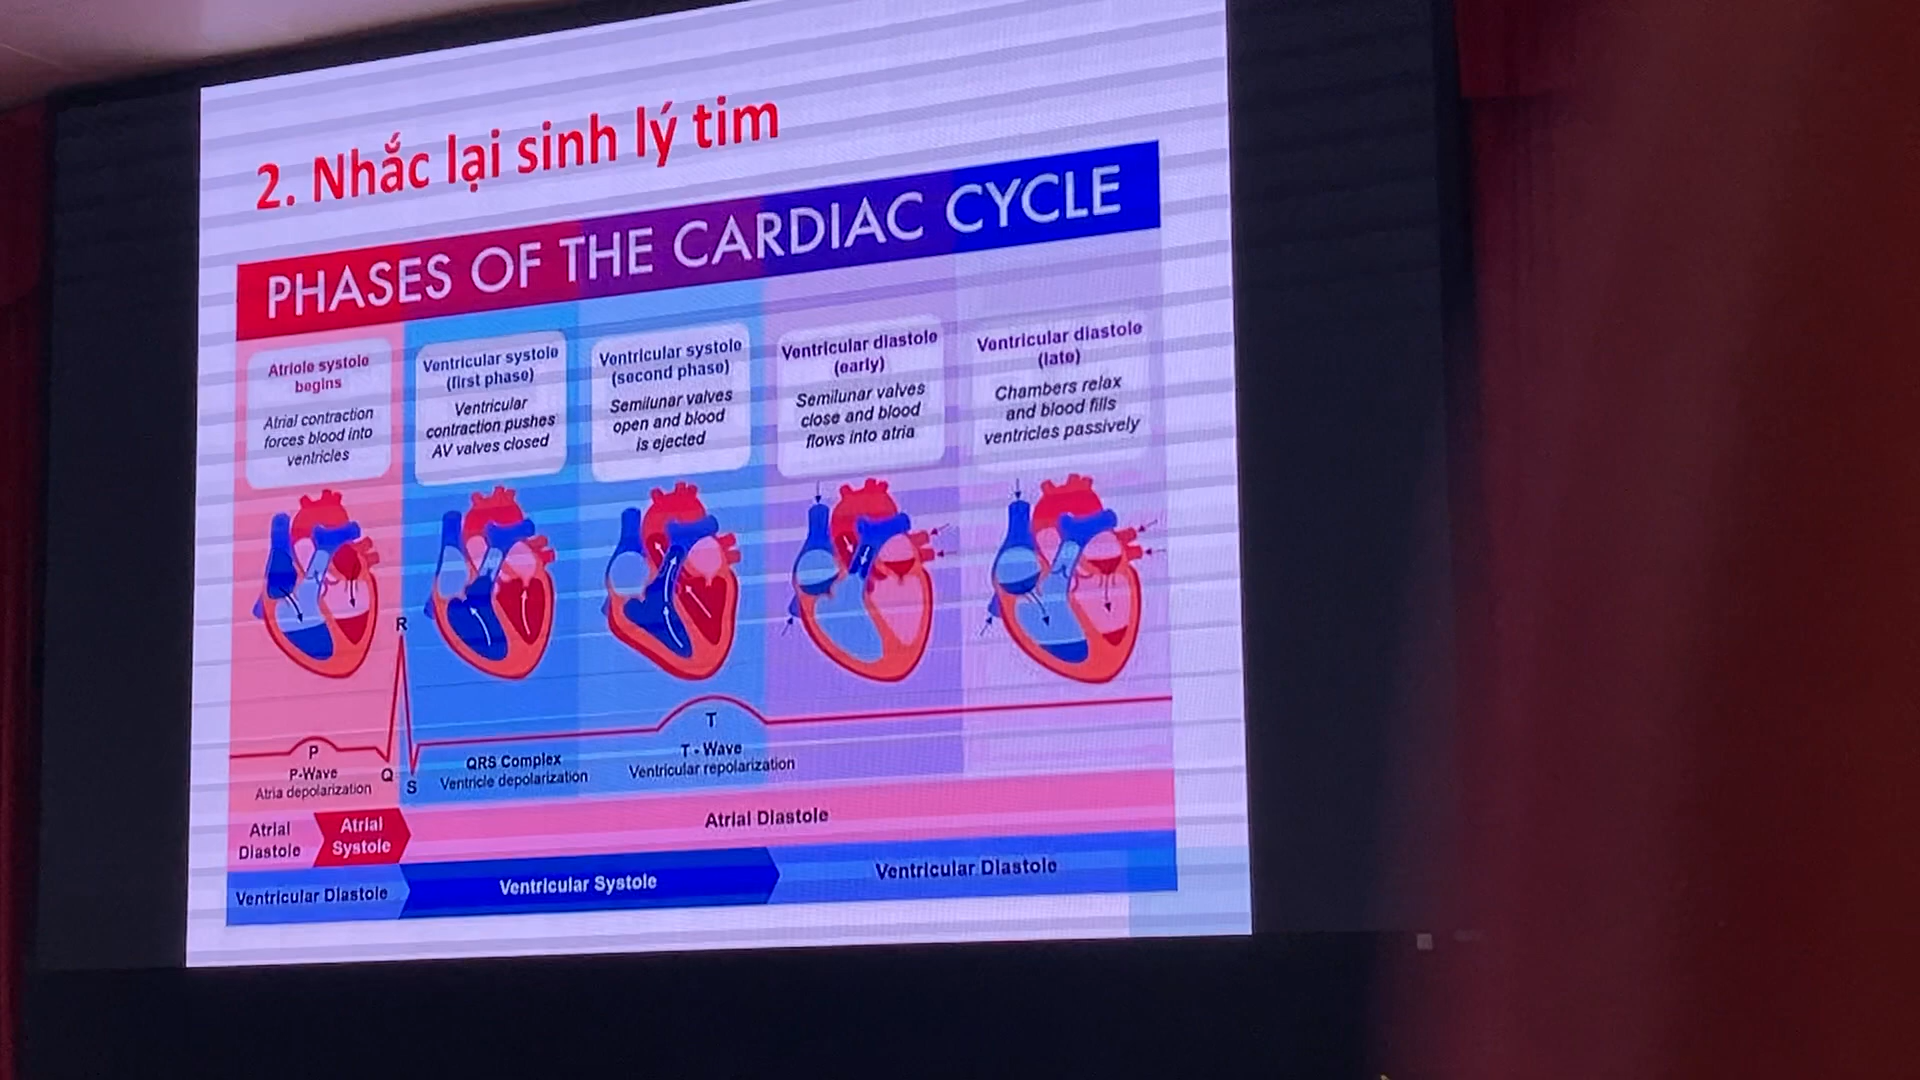 2. Nhắc lại sinh lý tim
PHASES OF THE CARDIAC CYCLE
Atriole systole
begins
Atrial contraction
forces blood into
ventricles
Ventricular systole
(first phase)
Ventricular
contraction pushes
AV valves closed
Ventricular systole
(second phase)
Semilunar valves
open and blood
is ejected
Ventricular diastole
(early)
Semilunar valves
close and blood
flows into atria
Ventricular diastole
(late)
Chambers relax
and blood fills
ventricles passively
R
P
P-Wave
Atria depolarization
Q
S
QRS Complex
Ventricle depolarization
T
T - Wave
Ventricular repolarization
Atrial
Diastole
Atrial
Systole
Atrial Diastole
Ventricular Diastole
Ventricular Systole
Ventricular Diastole